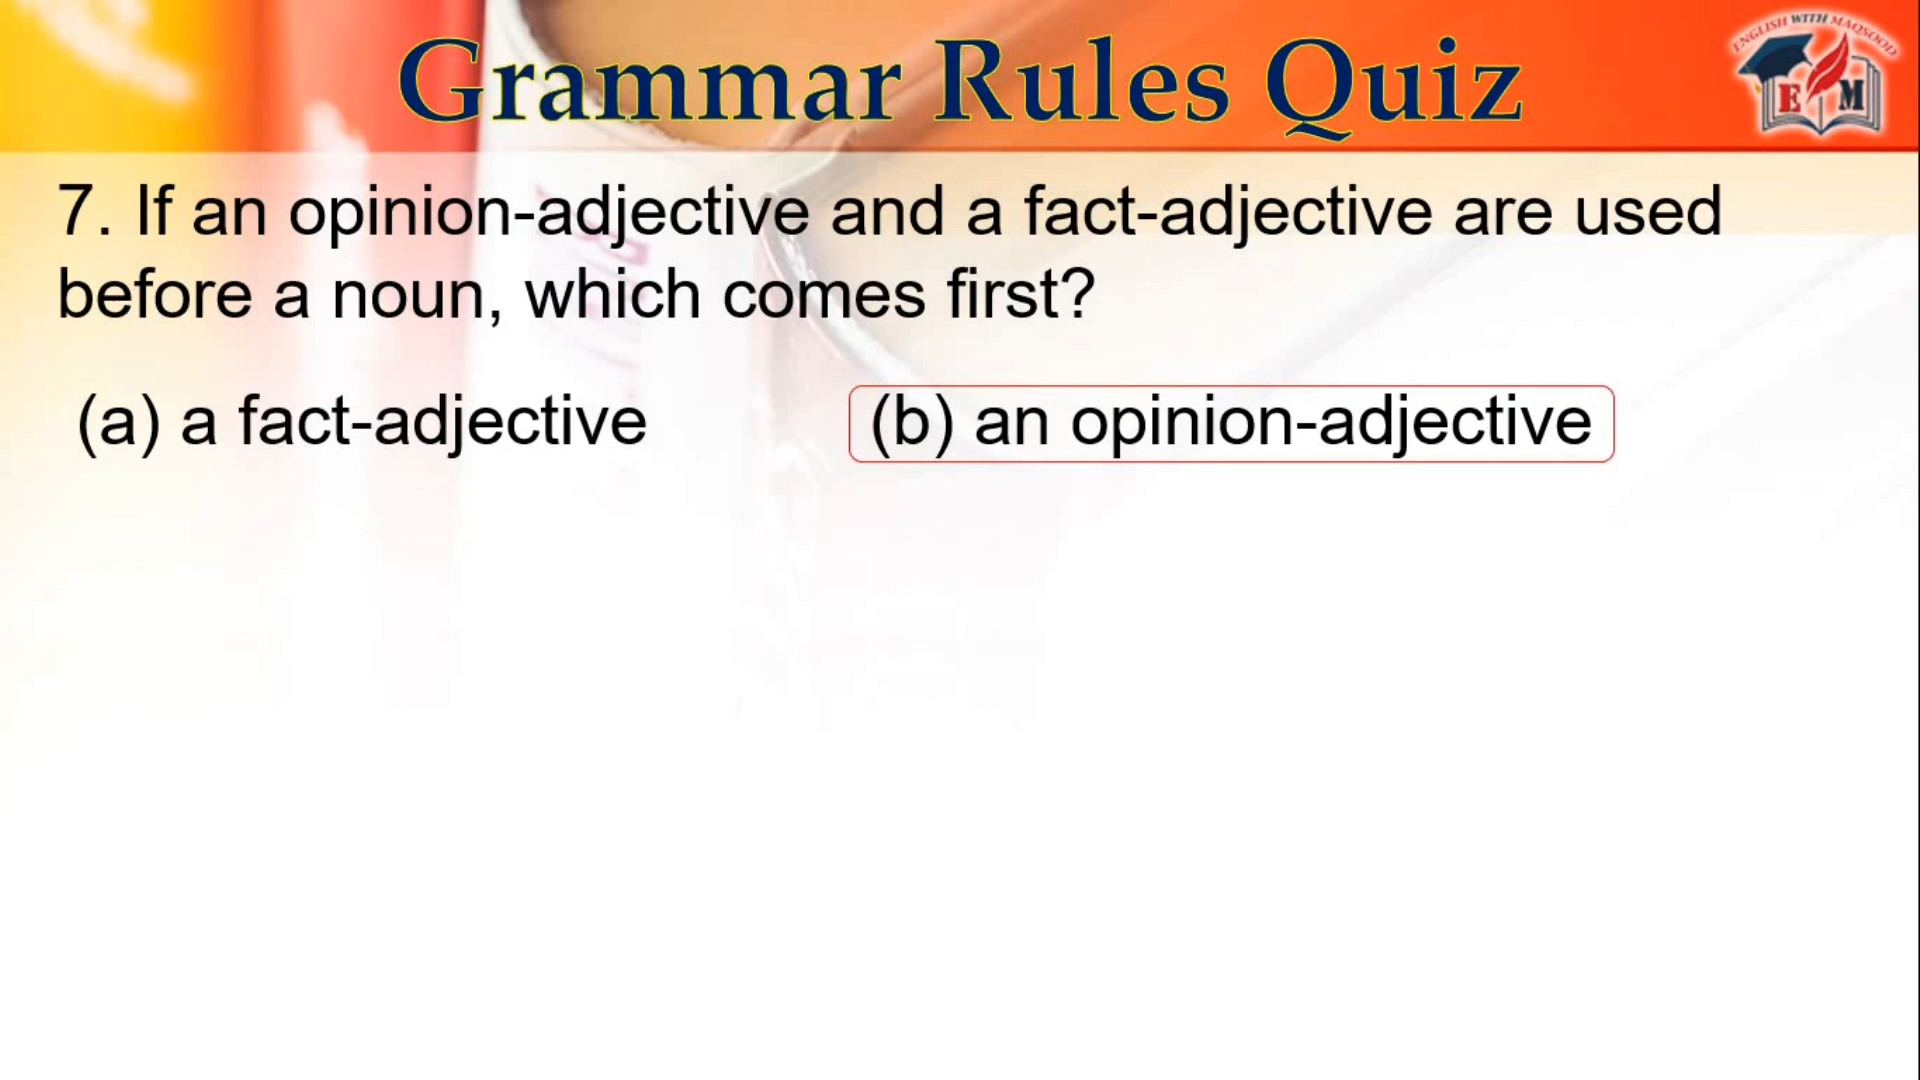 Grammar Rules Quiz
ENGLISH WITH MAQSOOD
E M
7. If an opinion-adjective and a fact-adjective are used
before a noun, which comes first?
(a) a fact-adjective (b) an opinion-adjective